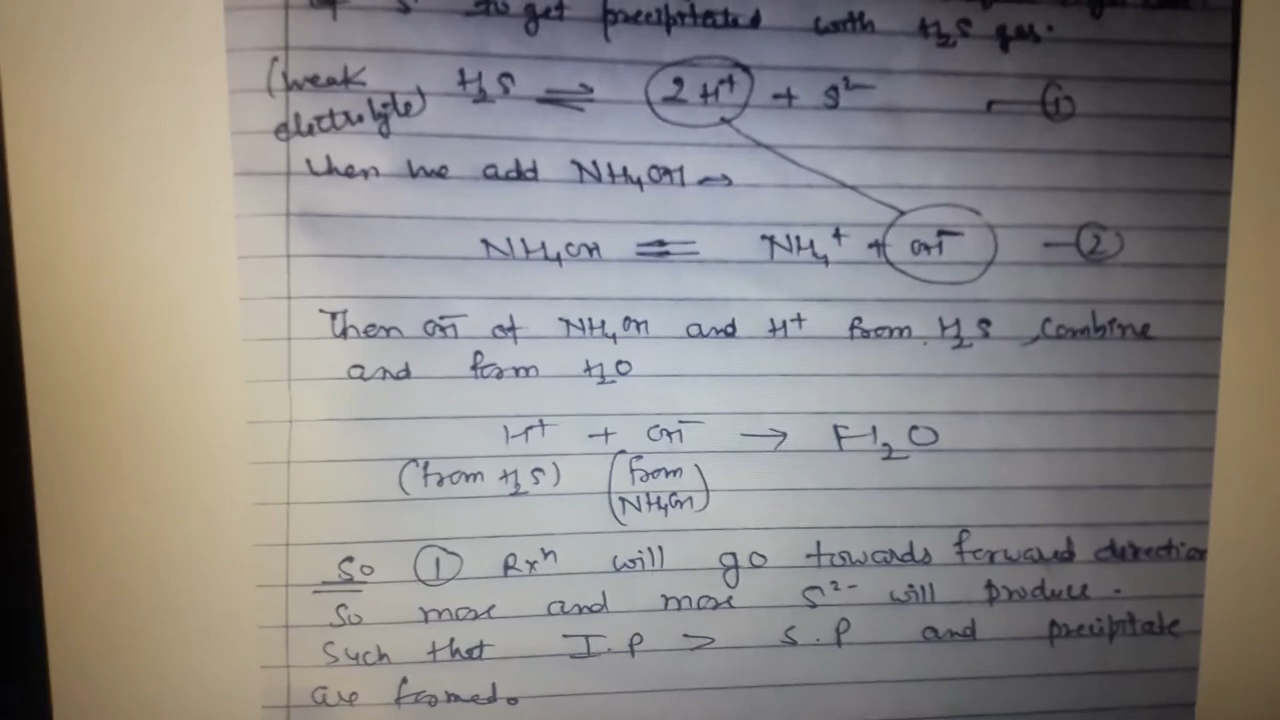 of S²⁻ to get precipitated with H₂S gas.
(weak electrolyte) H₂S ⇌ 2H⁺ + S²⁻ —①
when we add NH₄OH →
NH₄OH ⇌ NH₄⁺ + OH⁻ —②
Then OH⁻ of NH₄OH and H⁺ from H₂S, combine
and form H₂O
H⁺ + OH⁻ → H₂O
(from H₂S) (from NH₄OH)
So ① Rxⁿ will go towards forward direction
So more and more S²⁻ will produce.
Such that I.P > S.P and precipitate
are formed.